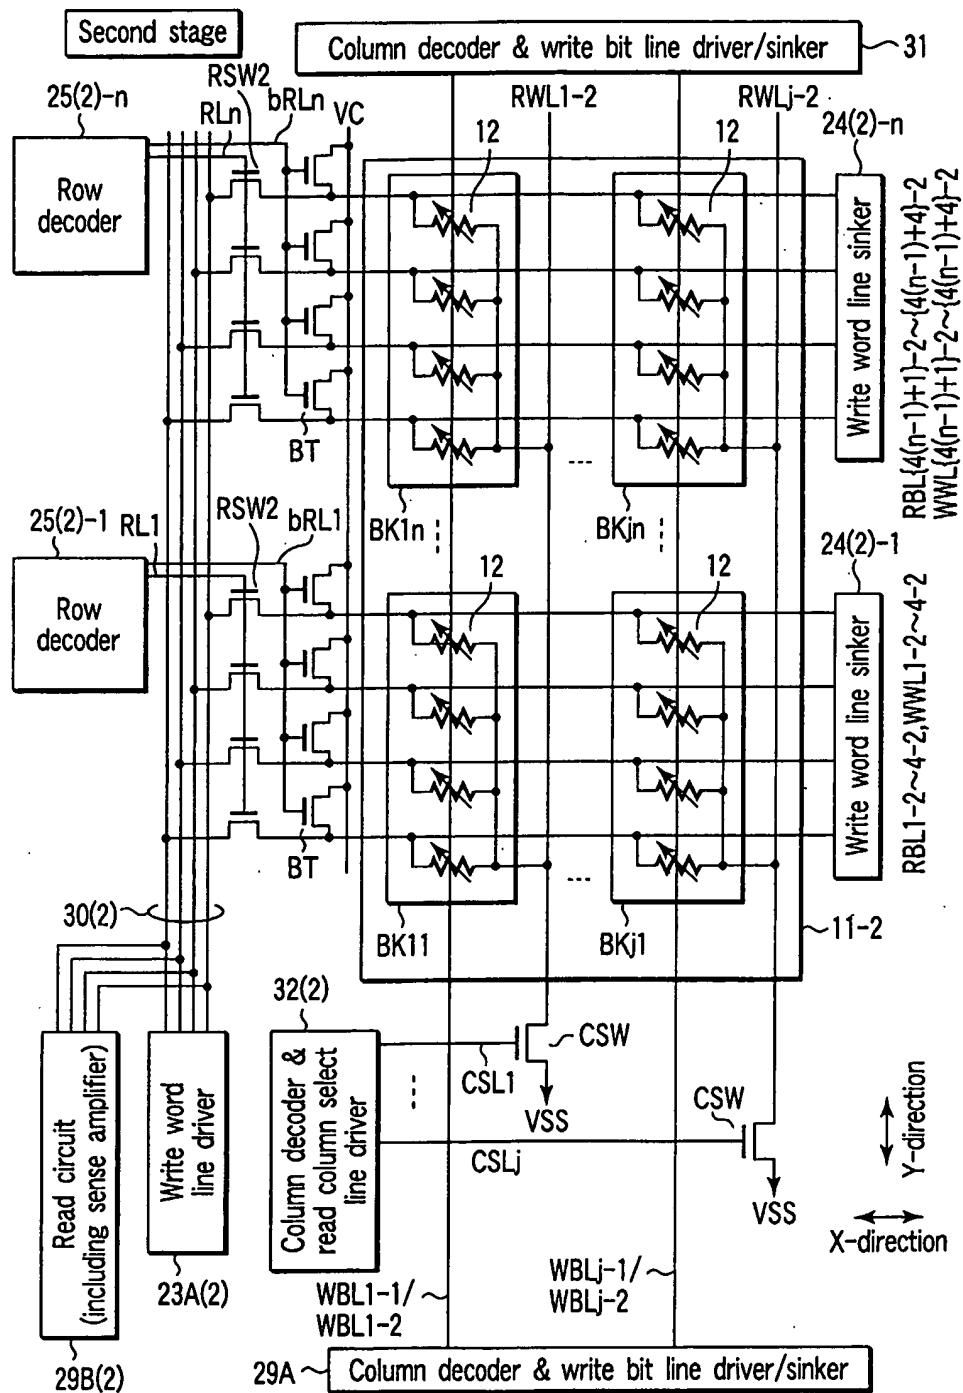 Second stage
Column decoder & write bit line driver/sinker
31
RSW2
25(2)-n
RLn
bRLn
VC
RWL1-2
RWLj-2
24(2)-n
Row
decoder
12
12
Write word line sinker
RBL{4(n-1)+1}-2~{4(n-1)+4}-2
WWL{4(n-1)+1}-2~{4(n-1)+4}-2
BT
BK1n
BKjn
25(2)-1
RL1
RSW2
bRL1
24(2)-1
Row
decoder
12
12
Write word line sinker
RBL1-2~4-2,WWL1-2~4-2
BT
30(2)
BK11
BKj1
11-2
32(2)
Read circuit
(including sense amplifier)
Write word
line driver
Column decoder &
read column select
line driver
CSL1
CSW
VSS
CSLj
CSW
VSS
Y-direction
X-direction
23A(2)
29B(2)
WBL1-1/
WBL1-2
WBLj-1/
WBLj-2
29A
Column decoder & write bit line driver/sinker